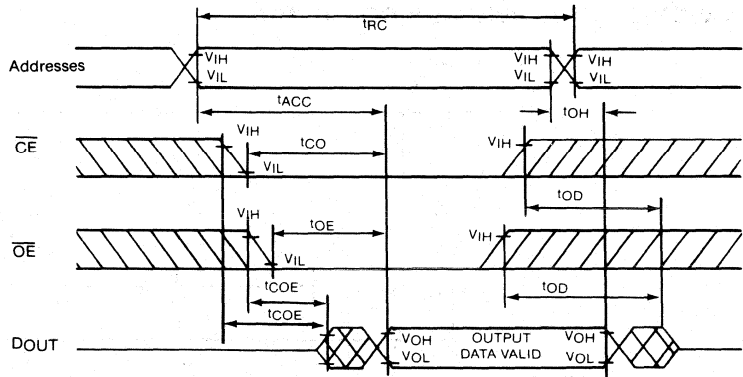 tRC
Addresses
VIH
VIL
VIH
VIL
VIH
VIL
tACC
tOH
CE
VIH
VIL
tCO
VIH
tOD
OE
VIH
VIL
tOE
VIH
tOD
tCOE
tCOE
DOUT
VOH
VOL
OUTPUT
DATA VALID
VOH
VOL